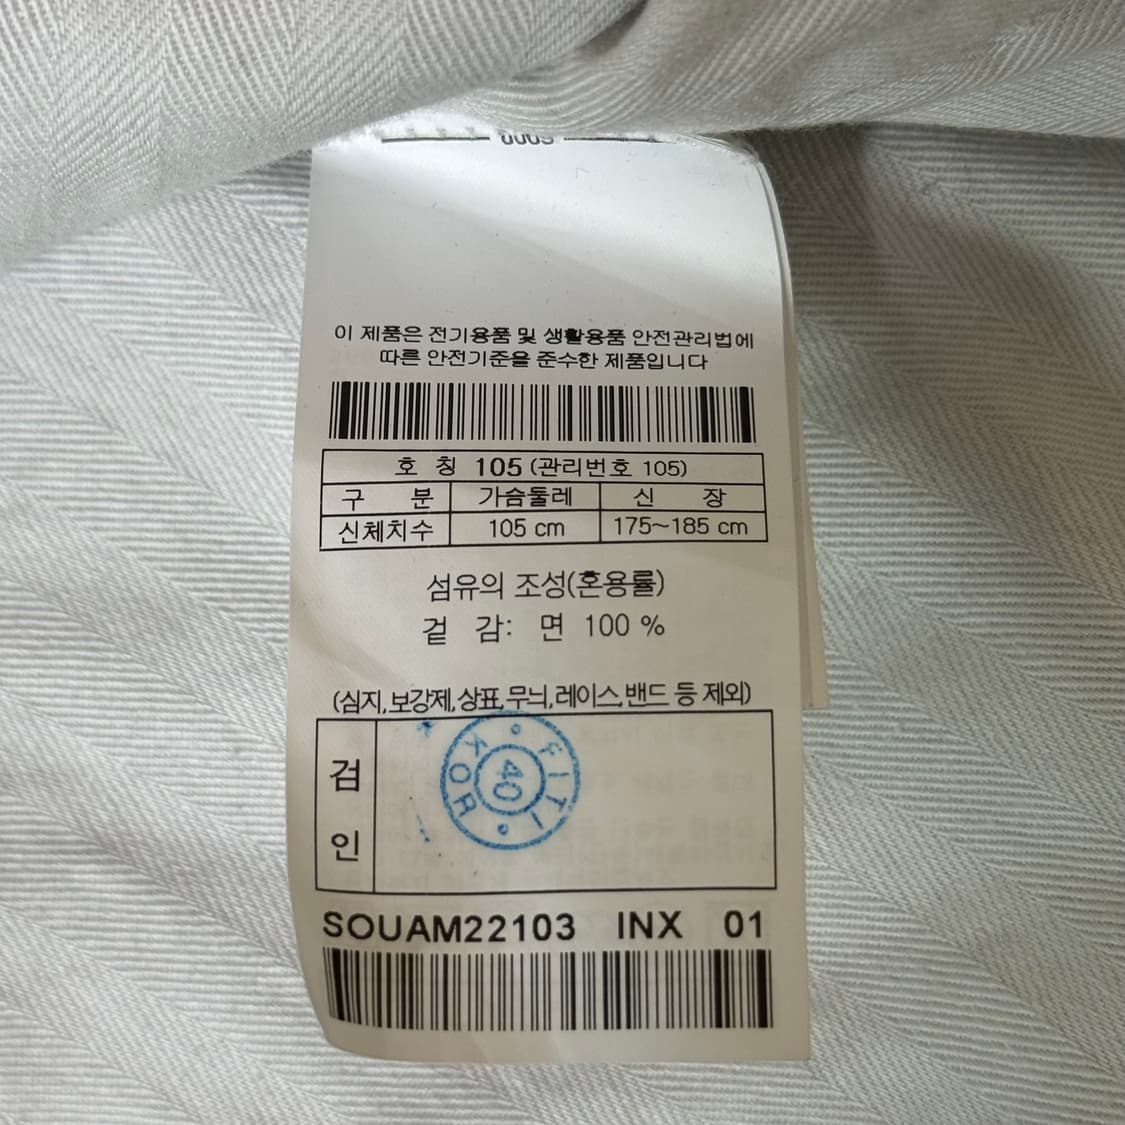 0009
이 제품은 전기용품 및 생활용품 안전관리법에
따른 안전기준을 준수한 제품입니다
호 칭 105 (관리번호 105)
구 분 가슴둘레 신 장
신체치수 105 cm 175~185 cm
섬유의 조성(혼용률)
겉 감: 면 100 %
(심지,보강제,상표,무늬,레이스,밴드 등 제외)
검인
FITI KOR 40
SOUAM22103 INX 01